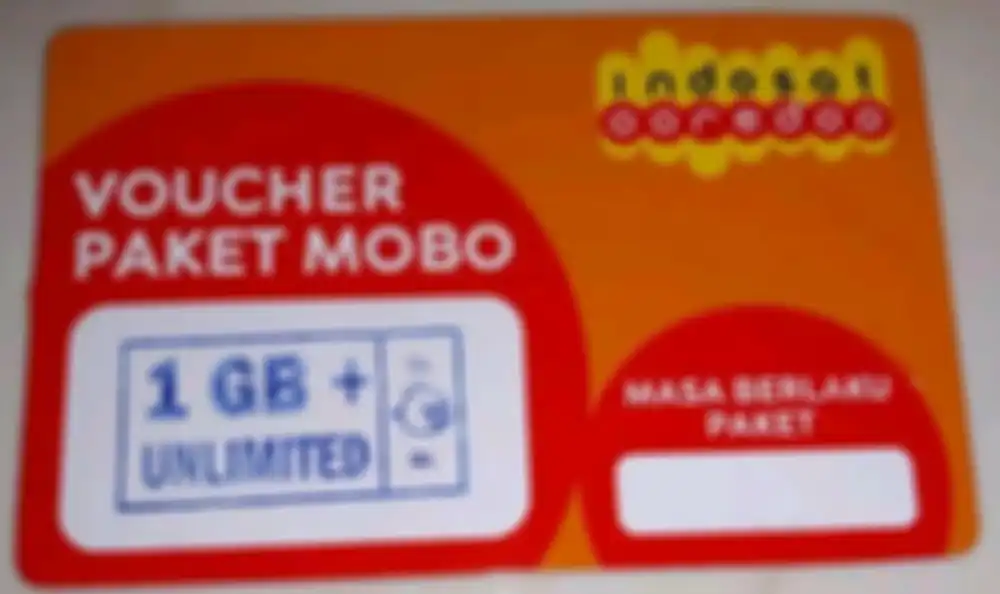 indosat
ooredoo
VOUCHER
PAKET MOBO
1 GB +
UNLIMITED
MASA BERLAKU
PAKET